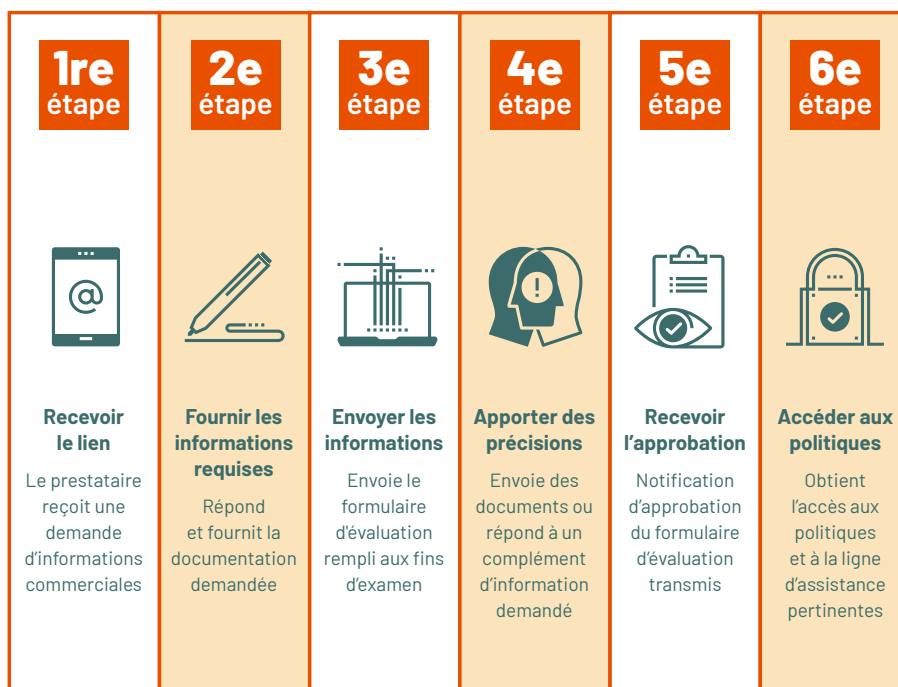 1re
étape
2e
étape
3e
étape
4e
étape
5e
étape
6e
étape
Recevoir
le lien
Le prestataire
reçoit une
demande
d’informations
commerciales
Fournir les
informations
requises
Répond
et fournit la
documentation
demandée
Envoyer les
informations
Envoie le
formulaire
d'évaluation
rempli aux fins
d’examen
Apporter des
précisions
Envoie des
documents ou
répond à un
complément
d’information
demandé
Recevoir
l’approbation
Notification
d’approbation
du formulaire
d’évaluation
transmis
Accéder aux
politiques
Obtient
l’accès aux
politiques
et à la ligne
d’assistance
pertinentes